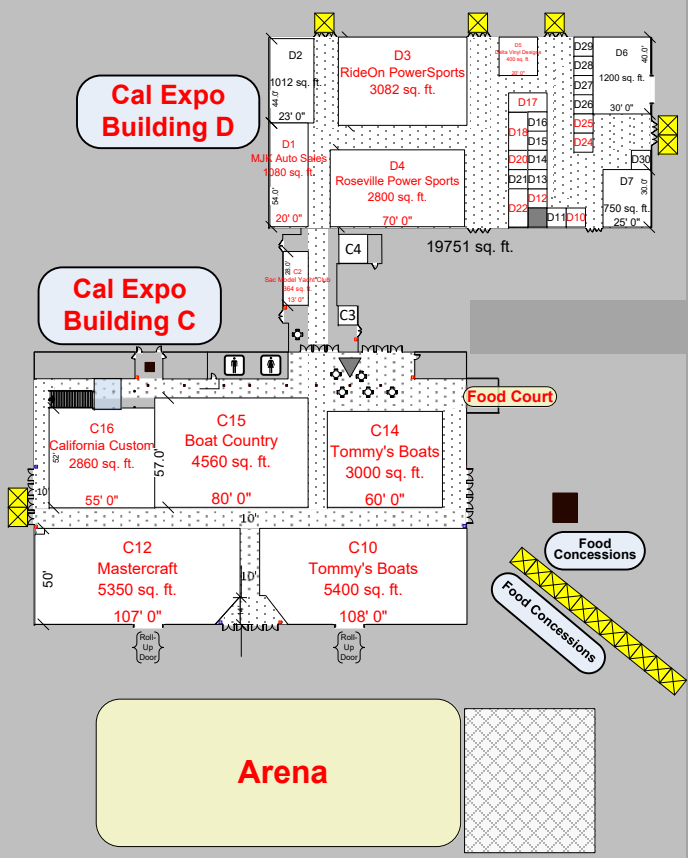 Cal Expo
Building D
D2
1012 sq. ft.
44.0'
23' 0"
D3
RideOn PowerSports
3082 sq. ft.
D5
Delta Vinyl Designs
400 sq. ft.
20' 0"
D29
D28
D27
D26
D25
D24
D6
1200 sq. ft.
40.0'
30' 0"
D17
D18
D16
D15
D20
D14
D21
D13
D22
D12
D11
D10
D30
D7
750 sq. ft.
30.0'
25' 0"
D1
MJK Auto Sales
1080 sq. ft.
54.0'
20' 0"
D4
Roseville Power Sports
2800 sq. ft.
70' 0"
19751 sq. ft.
C4
C2
Sac Model Yacht Club
364 sq. ft.
28.0'
13' 0"
C3
Cal Expo
Building C
Food Court
C16
California Custom
2860 sq. ft.
52'
55' 0"
C15
Boat Country
4560 sq. ft.
57.0'
80' 0"
C14
Tommy's Boats
3000 sq. ft.
60' 0"
10'
10'
C12
Mastercraft
5350 sq. ft.
50'
107' 0"
10'
C10
Tommy's Boats
5400 sq. ft.
108' 0"
Roll-
Up
Door
Roll-
Up
Door
Food
Concessions
Food Concessions
Arena